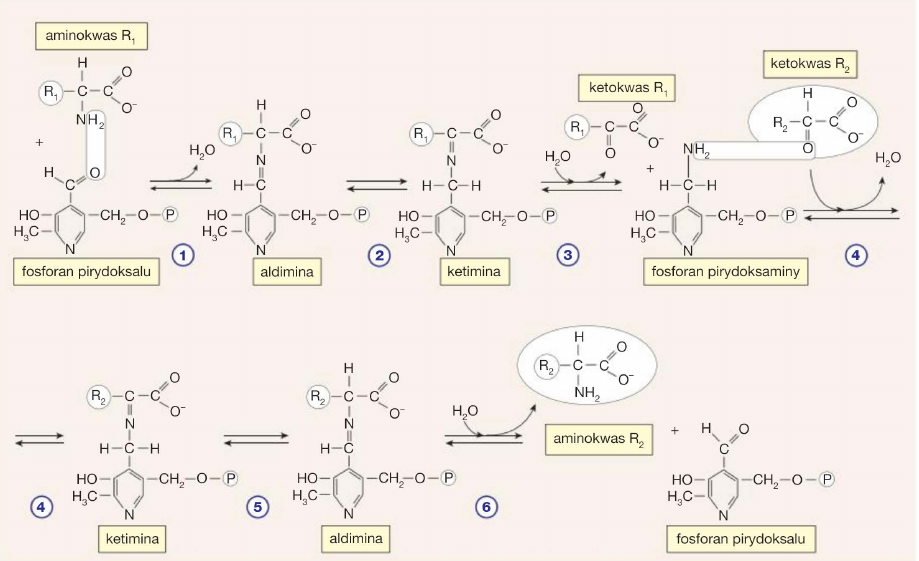 aminokwas R₁
H
R₁ C O
O⁻
NH₂
+
H O
C
HO CH₂ O P
H₃C
N
fosforan pirydoksalu
H₂O
1
H
R₁ C C O
O⁻
N
H C
HO CH₂ O P
H₃C
N
aldimina
2
R₁ C C O
O⁻
N
H C H
HO CH₂ O P
H₃C
N
ketimina
H₂O
3
ketokwas R₁
O
R₁ C C
O O⁻
+
ketokwas R₂
H
R₂ C C O
O O⁻
NH₂
H C H
HO CH₂ O P
H₃C
N
fosforan pirydoksaminy
H₂O
4
4
R₂ C C O
O⁻
N
H C H
HO CH₂ O P
H₃C
N
ketimina
5
H
R₂ C C O
O⁻
N
H C
HO CH₂ O P
H₃C
N
aldimina
H₂O
6
H
R₂ C C O
O⁻
NH₂
aminokwas R₂
+
H O
C
HO CH₂ O P
H₃C
N
fosforan pirydoksalu